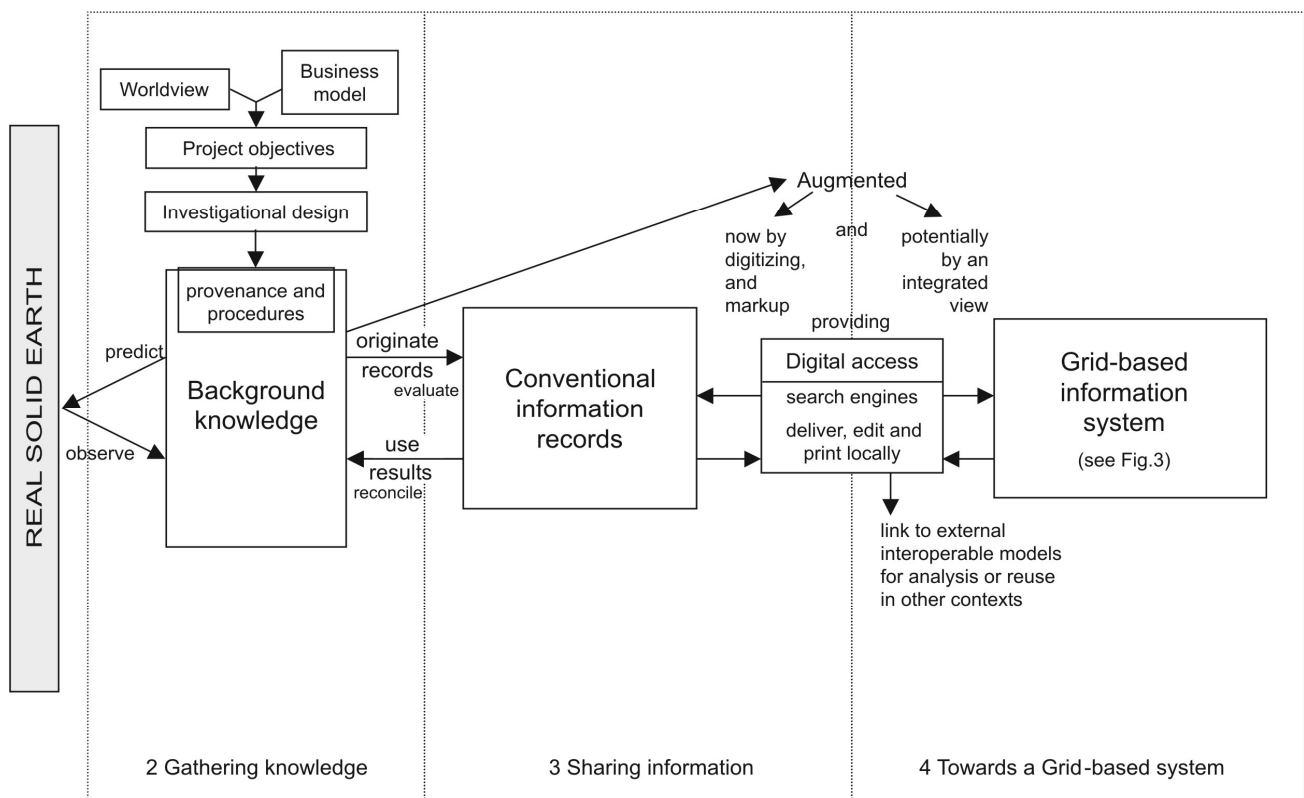 REAL SOLID EARTH
Worldview
Business
model
Project objectives
Investigational design
provenance and
procedures
predict
observe
Background
knowledge
originate
records
evaluate
use
results
reconcile
Conventional
information
records
Augmented
and
now by
digitizing,
and
markup
potentially
by an
integrated
view
providing
Digital access
search engines
deliver, edit and
print locally
Grid-based
information
system
(see Fig.3)
link to external
interoperable models
for analysis or reuse
in other contexts
2 Gathering knowledge
3 Sharing information
4 Towards a Grid-based system